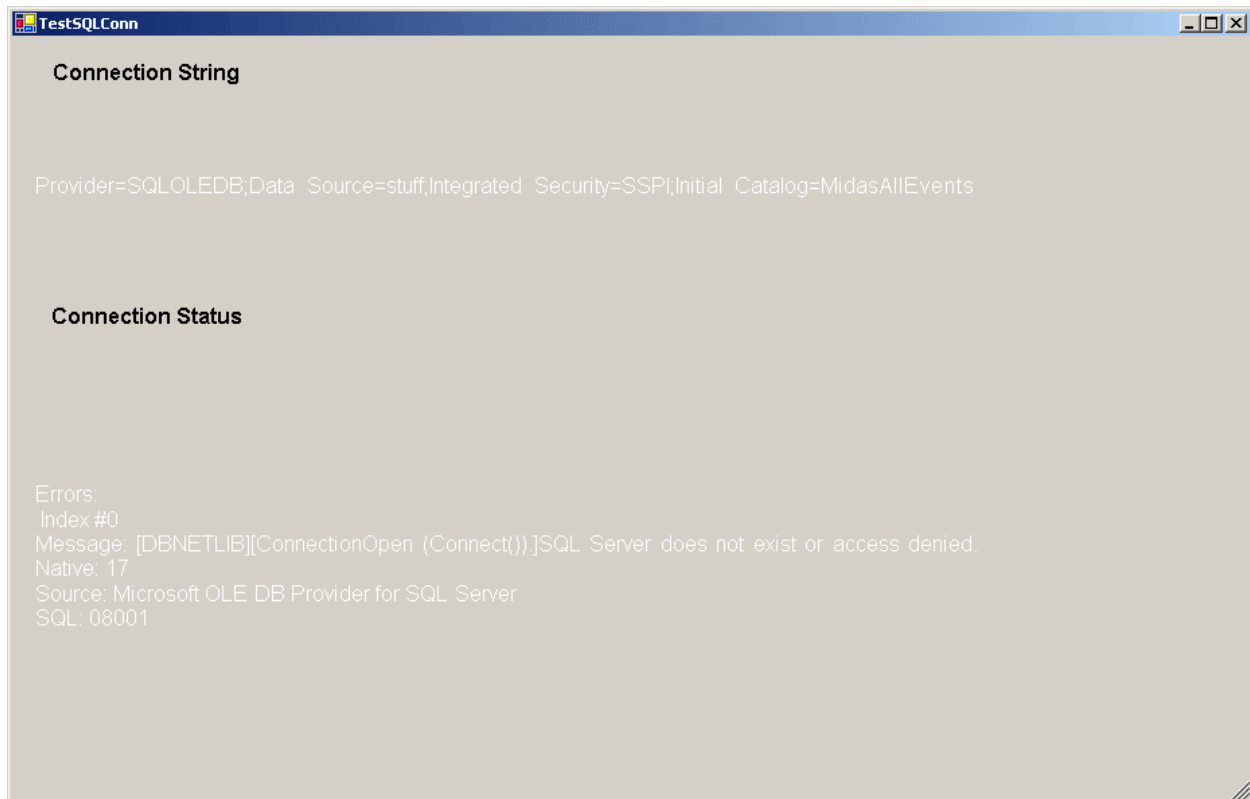 TestSQLConn
Connection String
Provider=SQLOLEDB;Data Source=stuff;Integrated Security=SSPI;Initial Catalog=MidasAllEvents
Connection Status
Errors:
Index #0
Message: [DBNETLIB][ConnectionOpen (Connect()).]SQL Server does not exist or access denied.
Native: 17
Source: Microsoft OLE DB Provider for SQL Server
SQL: 08001